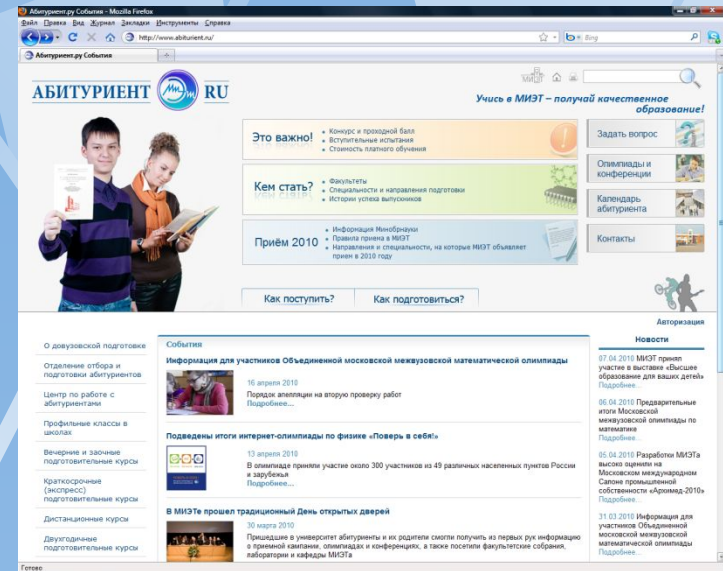 Абитуриент.ру События - Mozilla Firefox
Файл Правка Вид Журнал Закладки Инструменты Справка
http://www.abiturient.ru/
Bing
Абитуриент.ру События
АБИТУРИЕНТ МИЭТ RU
Учись в МИЭТ – получай качественное
образование!
Это важно!
Конкурс и проходной балл
Вступительные испытания
Стоимость платного обучения
Кем стать?
Факультеты
Специальности и направления подготовки
Истории успеха выпускников
Приём 2010
Информация Минобрнауки
Правила приема в МИЭТ
Направления и специальности, на которые МИЭТ объявляет
прием в 2010 году
Задать вопрос
Олимпиады и
конференции
Календарь
абитуриента
Контакты
Как поступить?
Как подготовиться?
Авторизация
О довузовской подготовке
Отделение отбора и
подготовки абитуриентов
Центр по работе с
абитуриентами
Профильные классы в
школах
Вечерние и заочные
подготовительные курсы
Краткосрочные
(экспресс)
подготовительные курсы
Дистанционные курсы
Двухгодичные
подготовительные курсы
События
Информация для участников Объединенной московской межвузовской математической олимпиады
16 апреля 2010
Порядок апелляции на вторую проверку работ
Подробнее...
Подведены итоги интернет-олимпиады по физике «Поверь в себя!»
13 апреля 2010
В олимпиаде приняли участие около 300 участников из 49 различных населенных пунктов России
и зарубежья
Подробнее...
В МИЭТе прошел традиционный День открытых дверей
30 марта 2010
Пришедшие в университет абитуриенты и их родители смогли получить из первых рук информацию
о приемной кампании, олимпиадах и конференциях, а также посетили факультетские собрания,
лаборатории и кафедры МИЭТа
Новости
07.04.2010 МИЭТ принял
участие в выставке «Высшее
образование для ваших детей»
Подробнее...
06.04.2010 Предварительные
итоги Московской
межвузовской олимпиады по
математике
Подробнее...
05.04.2010 Разработки МИЭТа
высоко оценили на
Московском международном
Салоне промышленной
собственности «Архимед-2010»
Подробнее...
31.03.2010 Информация для
участников Объединенной
московской межвузовской
математической олимпиады
Подробнее...
Готово